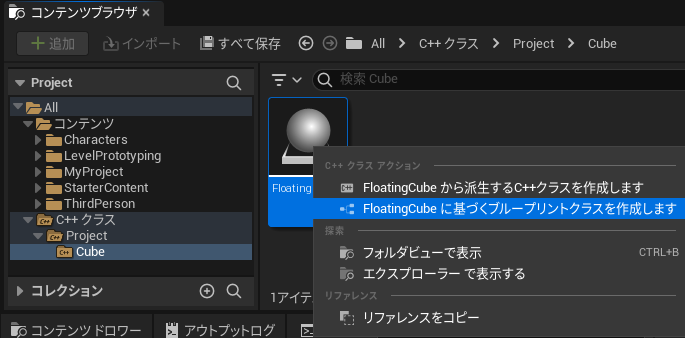 コンテンツブラウザ ×
追加 インポート すべて保存 All > C++ クラス > Project > Cube
Project
検索 Cube
All
コンテンツ
Characters
LevelPrototyping
MyProject
StarterContent
ThirdPerson
C++ クラス
Project
Cube
コレクション
Floating
C++ クラス アクション
FloatingCube から派生するC++クラスを作成します
FloatingCube に基づくブループリントクラスを作成します
探索
フォルダビューで表示 CTRL+B
エクスプローラー で表示する
リファレンス
リファレンスをコピー
1アイテ
コンテンツ ドロワー アウトプットログ